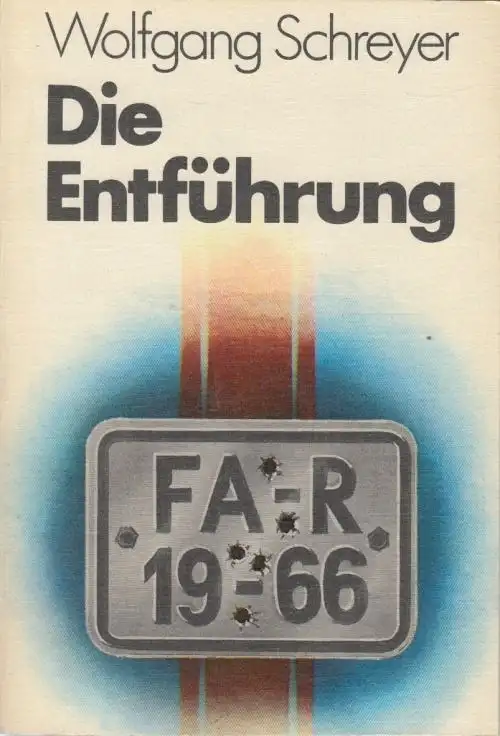 Wolfgang Schreyer
Die
Entführung
FA-R
19-66